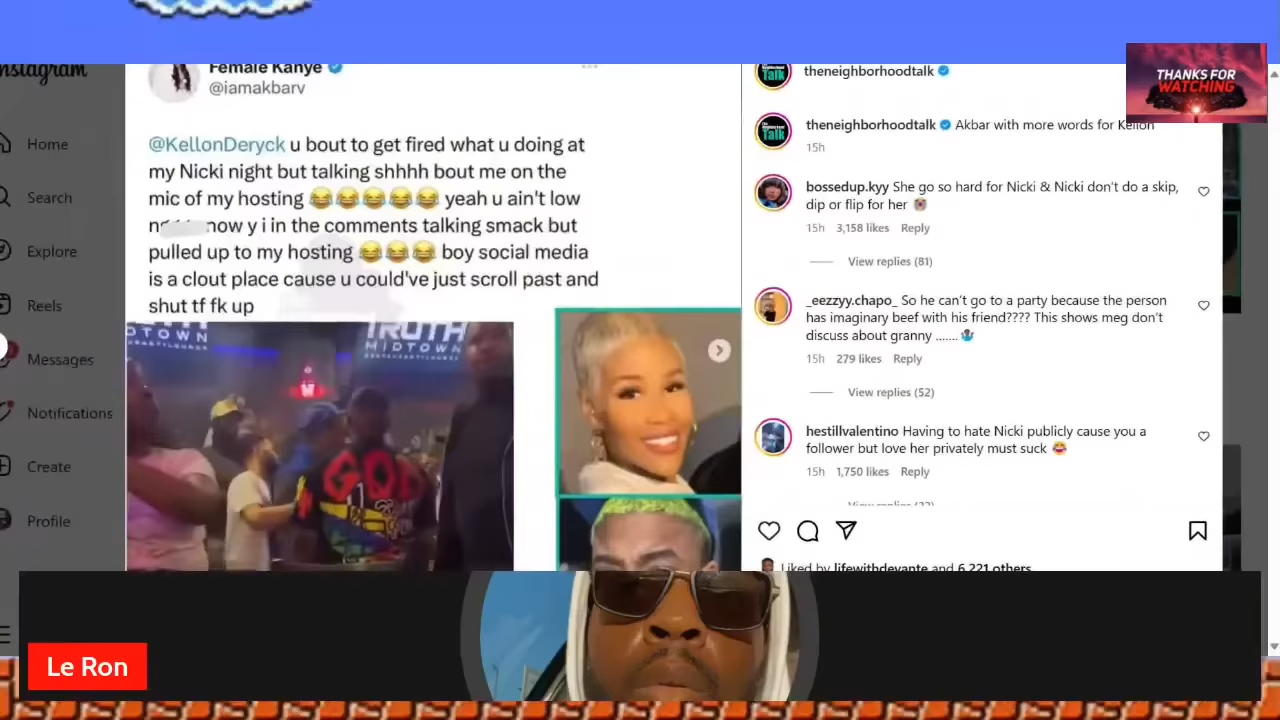 Instagram
Home
Search
Explore
Reels
Messages
Notifications
Create
Profile
Female Kanye
@iamakbarv
@KellonDeryck u bout to get fired what u doing at
my Nicki night but talking shhhh bout me on the
mic of my hosting 😂😂😂😂😂 yeah u ain't low
now y i in the comments talking smack but
pulled up to my hosting 😂😂😂 boy social media
is a clout place cause u could've just scroll past and
shut tf fk up
MIDTOWN
TRUTH
MIDTOWN
GOD
theneighborhoodtalk
Talk
theneighborhoodtalk Akbar with more words for Kellon
Talk
15h
bossedup.kyy She go so hard for Nicki & Nicki don't do a skip,
dip or flip for her
15h 3,158 likes Reply
View replies (81)
_eezzyy.chapo_ So he can't go to a party because the person
has imaginary beef with his friend???? This shows meg don't
discuss about granny .......
15h 279 likes Reply
View replies (52)
hestillvalentino Having to hate Nicki publicly cause you a
follower but love her privately must suck 😂
15h 1,750 likes Reply
Liked by lifewithdevante and 6,221 others
THANKS FOR
WATCHING
Le Ron